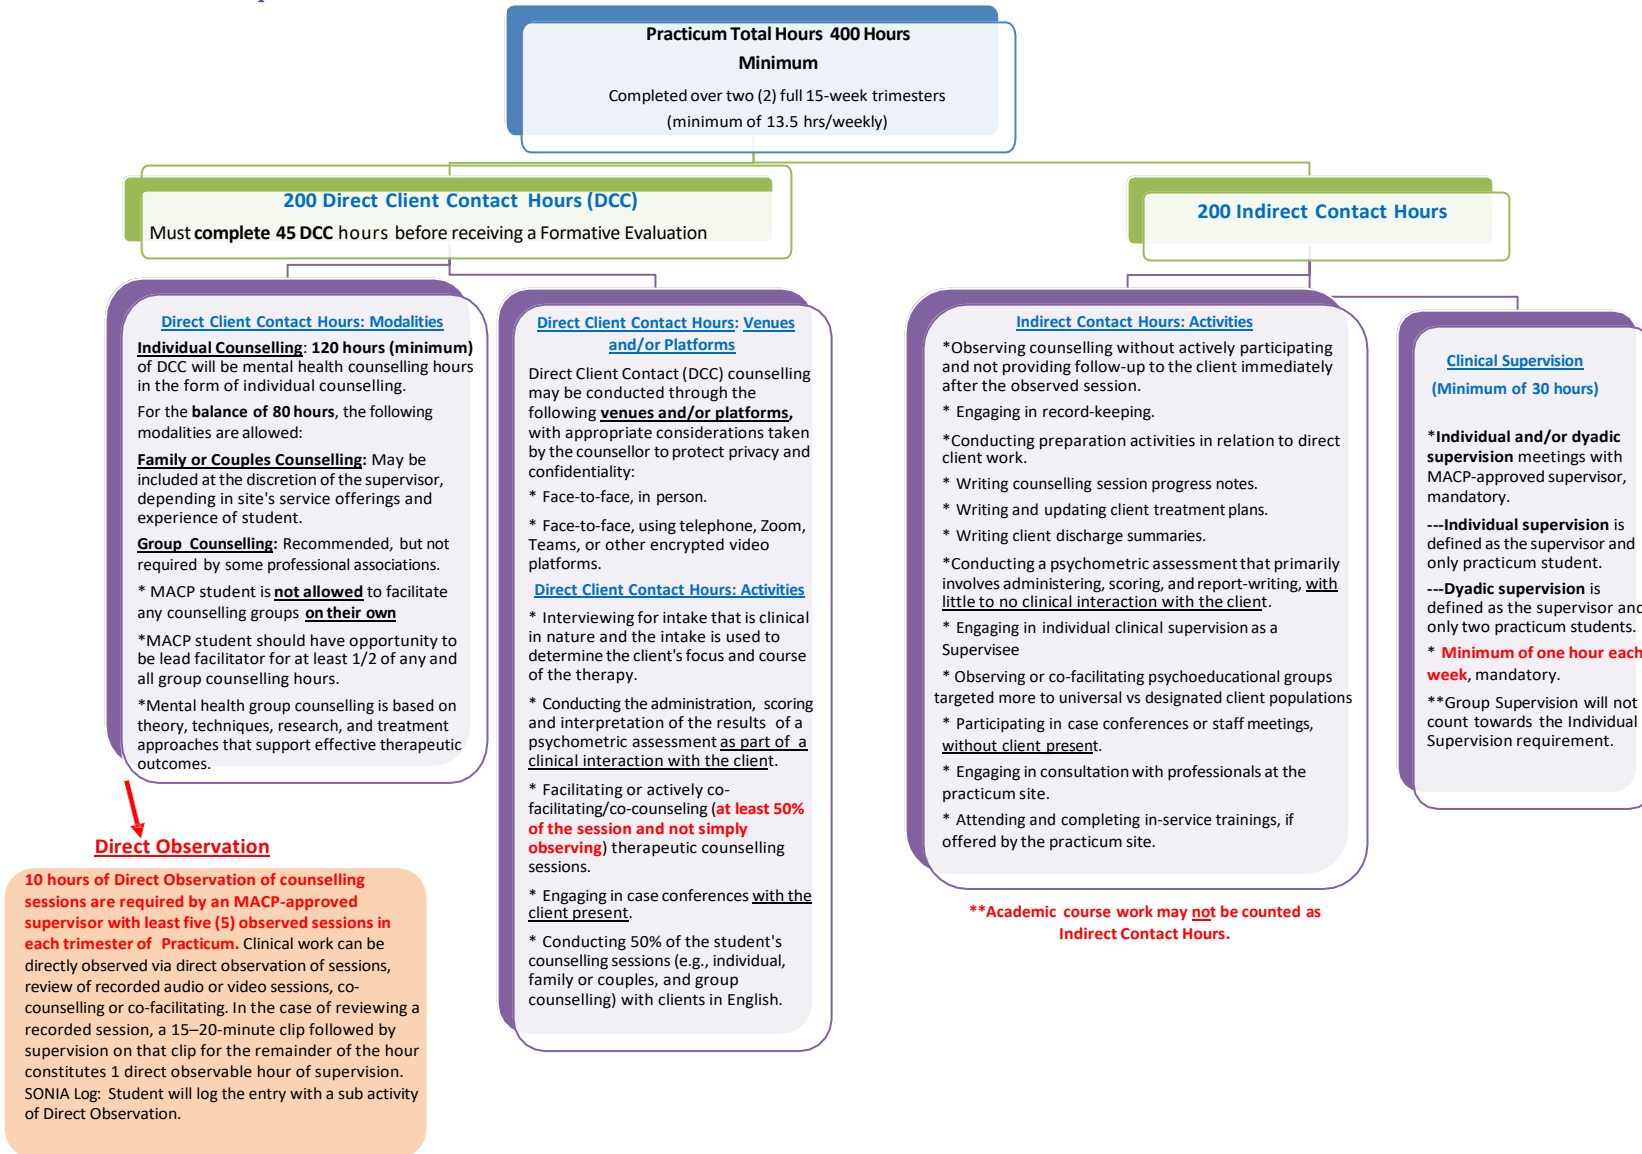 Practicum Total Hours 400 Hours
Minimum
Completed over two (2) full 15-week trimesters
(minimum of 13.5 hrs/weekly)
200 Direct Client Contact Hours (DCC)
Must complete 45 DCC hours before receiving a Formative Evaluation
200 Indirect Contact Hours
Direct Client Contact Hours: Modalities
Individual Counselling: 120 hours (minimum)
of DCC will be mental health counselling hours
in the form of individual counselling.
For the balance of 80 hours, the following
modalities are allowed:
Family or Couples Counselling: May be
included at the discretion of the supervisor,
depending in site's service offerings and
experience of student.
Group Counselling: Recommended, but not
required by some professional associations.
* MACP student is not allowed to facilitate
any counselling groups on their own
*MACP student should have opportunity to
be lead facilitator for at least 1/2 of any and
all group counselling hours.
*Mental health group counselling is based on
theory, techniques, research, and treatment
approaches that support effective therapeutic
outcomes.
Direct Observation
10 hours of Direct Observation of counselling
sessions are required by an MACP-approved
supervisor with least five (5) observed sessions in
each trimester of Practicum. Clinical work can be
directly observed via direct observation of sessions,
review of recorded audio or video sessions, co-
counselling or co-facilitating. In the case of reviewing a
recorded session, a 15–20-minute clip followed by
supervision on that clip for the remainder of the hour
constitutes 1 direct observable hour of supervision.
SONIA Log: Student will log the entry with a sub activity
of Direct Observation.
Direct Client Contact Hours: Venues
and/or Platforms
Direct Client Contact (DCC) counselling
may be conducted through the
following venues and/or platforms,
with appropriate considerations taken
by the counsellor to protect privacy and
confidentiality:
* Face-to-face, in person.
* Face-to-face, using telephone, Zoom,
Teams, or other encrypted video
platforms.
Direct Client Contact Hours: Activities
* Interviewing for intake that is clinical
in nature and the intake is used to
determine the client's focus and course
of the therapy.
* Conducting the administration, scoring
and interpretation of the results of a
psychometric assessment as part of a
clinical interaction with the client.
* Facilitating or actively co-
facilitating/co-counseling (at least 50%
of the session and not simply
observing) therapeutic counselling
sessions.
* Engaging in case conferences with the
client present.
* Conducting 50% of the student's
counselling sessions (e.g., individual,
family or couples, and group
counselling) with clients in English.
Indirect Contact Hours: Activities
*Observing counselling without actively participating
and not providing follow-up to the client immediately
after the observed session.
* Engaging in record-keeping.
*Conducting preparation activities in relation to direct
client work.
* Writing counselling session progress notes.
* Writing and updating client treatment plans.
* Writing client discharge summaries.
*Conducting a psychometric assessment that primarily
involves administering, scoring, and report-writing, with
little to no clinical interaction with the client.
* Engaging in individual clinical supervision as a
Supervisee
* Observing or co-facilitating psychoeducational groups
targeted more to universal vs designated client populations
* Participating in case conferences or staff meetings,
without client present.
* Engaging in consultation with professionals at the
practicum site.
* Attending and completing in-service trainings, if
offered by the practicum site.
**Academic course work may not be counted as
Indirect Contact Hours.
Clinical Supervision
(Minimum of 30 hours)
*Individual and/or dyadic
supervision meetings with
MACP-approved supervisor,
mandatory.
---Individual supervision is
defined as the supervisor and
only practicum student.
---Dyadic supervision is
defined as the supervisor and
only two practicum students.
* Minimum of one hour each
week, mandatory.
**Group Supervision will not
count towards the Individual
Supervision requirement.